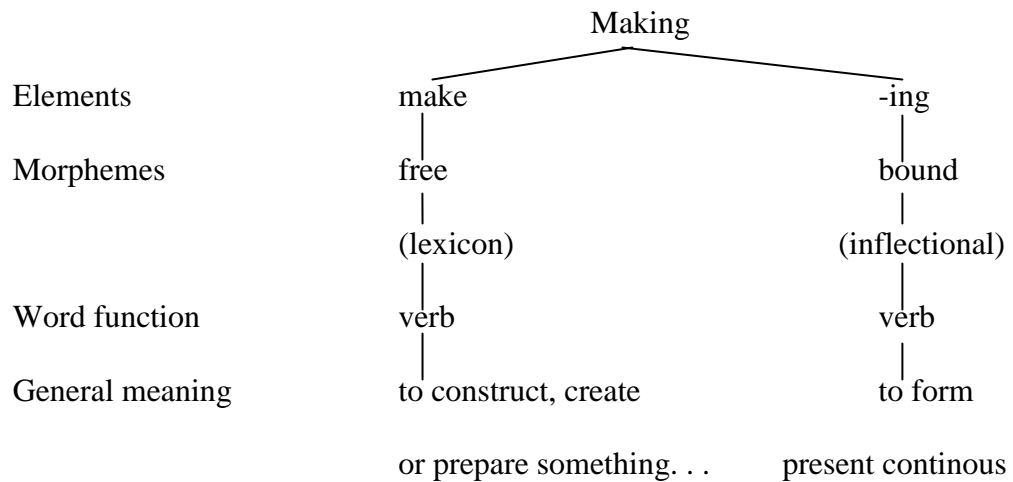 Making
Elements make -ing
Morphemes free bound
(lexicon) (inflectional)
Word function verb verb
General meaning to construct, create to form
or prepare something. . . present continous